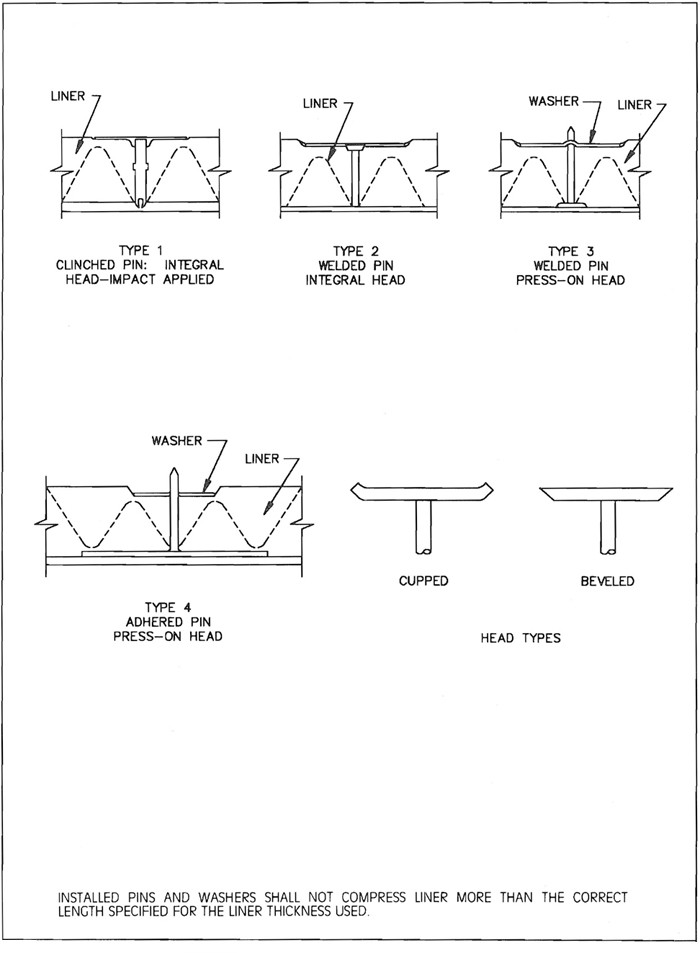 LINER
TYPE 1
CLINCHED PIN: INTEGRAL
HEAD-IMPACT APPLIED
LINER
TYPE 2
WELDED PIN
INTEGRAL HEAD
WASHER
LINER
TYPE 3
WELDED PIN
PRESS-ON HEAD
WASHER
LINER
TYPE 4
ADHERED PIN
PRESS-ON HEAD
CUPPED
BEVELED
HEAD TYPES
INSTALLED PINS AND WASHERS SHALL NOT COMPRESS LINER MORE THAN THE CORRECT
LENGTH SPECIFIED FOR THE LINER THICKNESS USED.